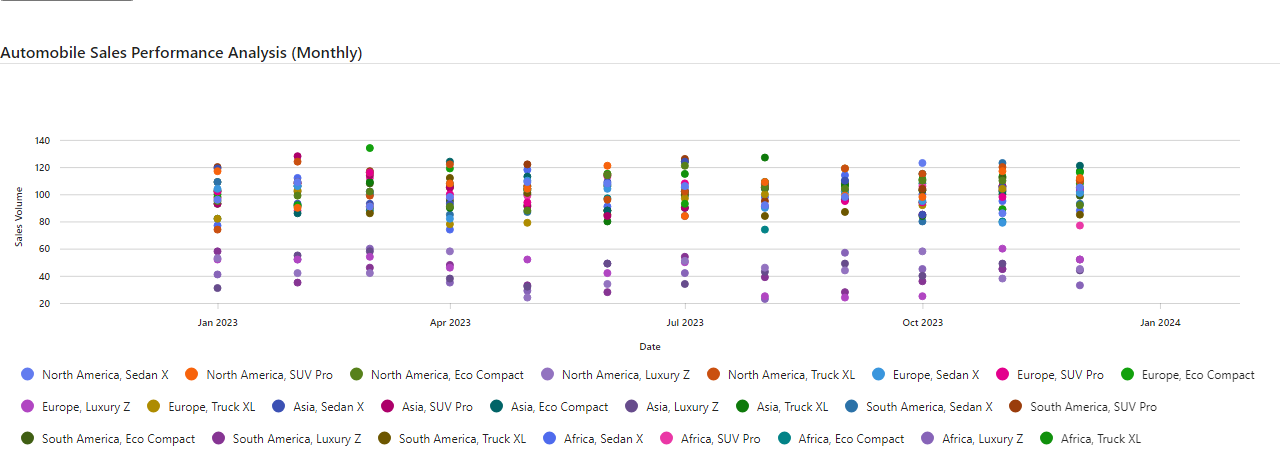 Automobile Sales Performance Analysis (Monthly)
140
120
100
80
60
40
20
Sales Volume
Jan 2023 Apr 2023 Jul 2023 Oct 2023 Jan 2024
Date
North America, Sedan X North America, SUV Pro North America, Eco Compact North America, Luxury Z North America, Truck XL Europe, Sedan X Europe, SUV Pro Europe, Eco Compact
Europe, Luxury Z Europe, Truck XL Asia, Sedan X Asia, SUV Pro Asia, Eco Compact Asia, Luxury Z Asia, Truck XL South America, Sedan X South America, SUV Pro
South America, Eco Compact South America, Luxury Z South America, Truck XL Africa, Sedan X Africa, SUV Pro Africa, Eco Compact Africa, Luxury Z Africa, Truck XL